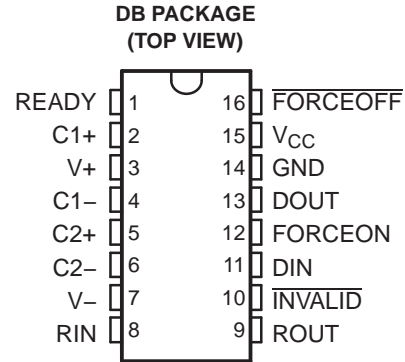 DB PACKAGE
(TOP VIEW)
READY 1 16 FORCEOFF
C1+ 2 15 VCC
V+ 3 14 GND
C1− 4 13 DOUT
C2+ 5 12 FORCEON
C2− 6 11 DIN
V− 7 10 INVALID
RIN 8 9 ROUT